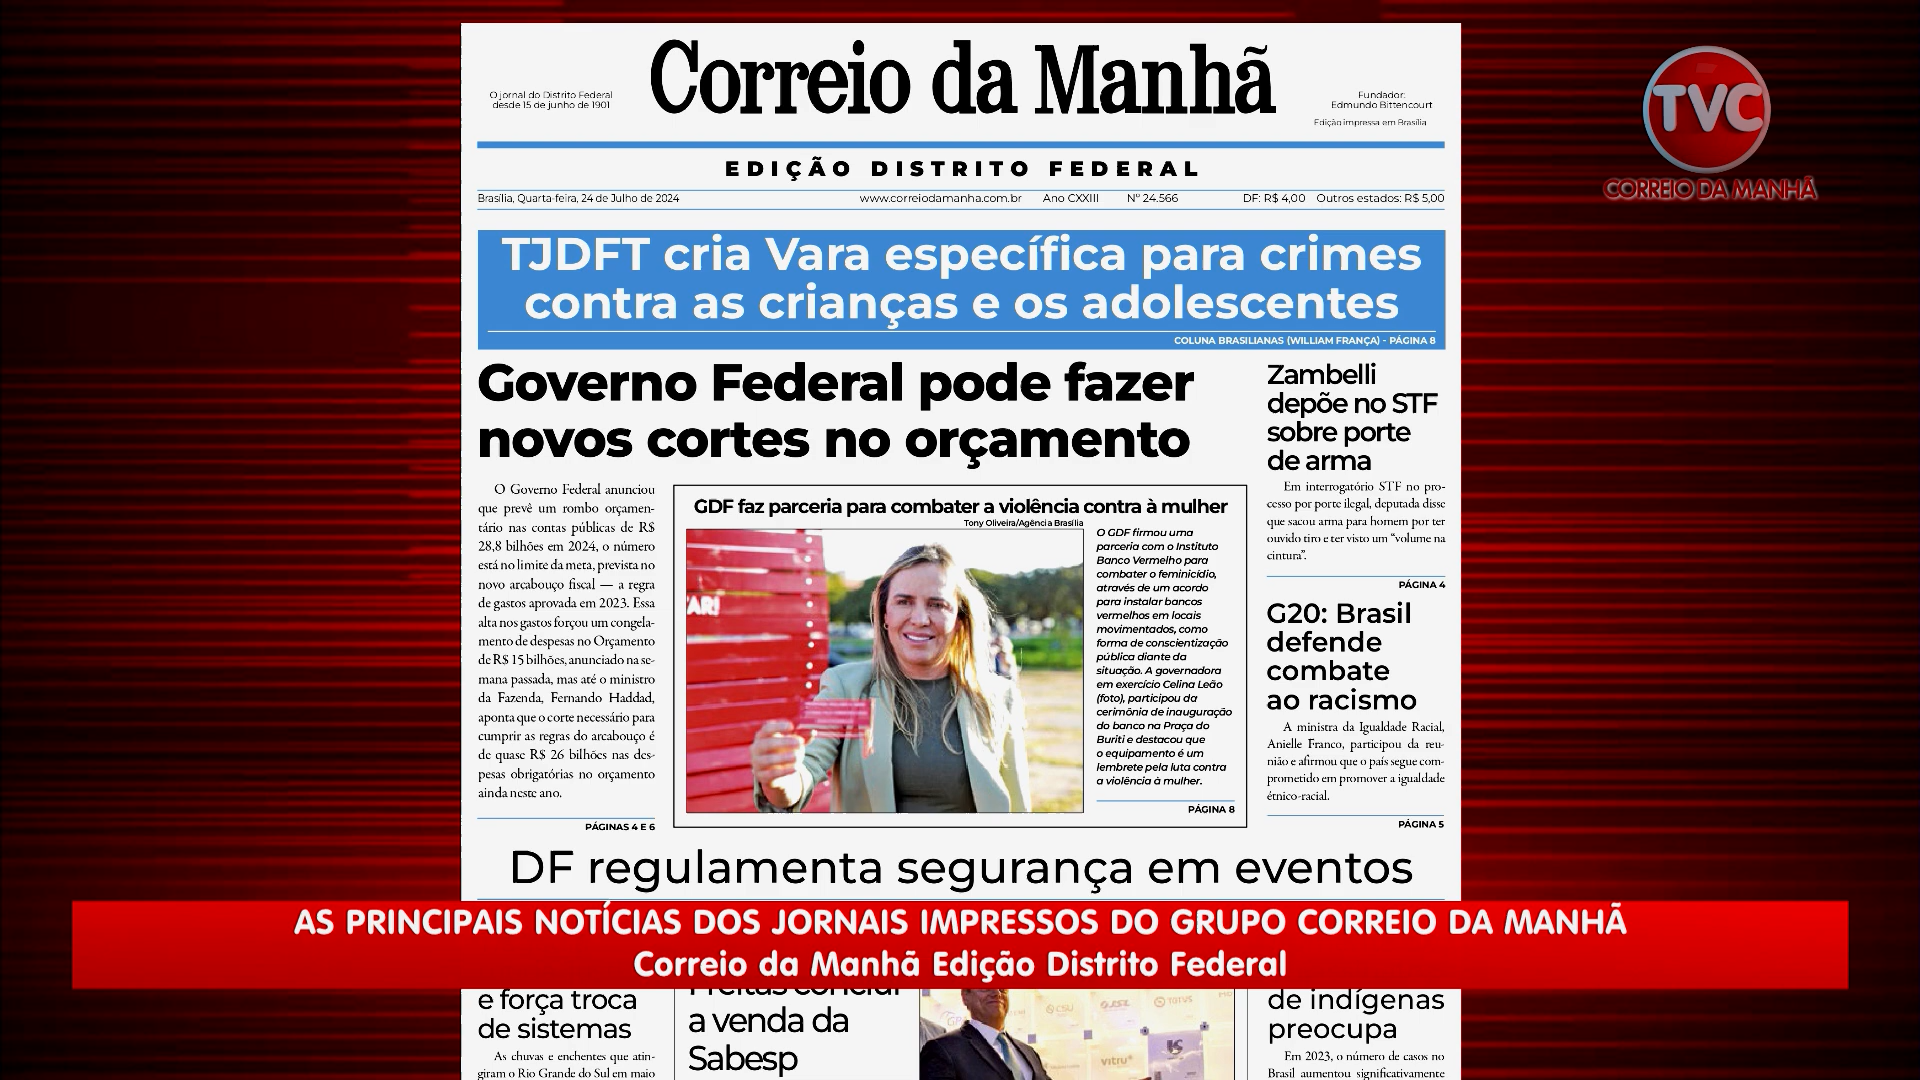 Correio da Manhã
O jornal do Distrito Federal
desde 15 de junho de 1901
Fundador:
Edmundo Bittencourt
Edição impressa em Brasília
TVC
CORREIO DA MANHÃ
EDIÇÃO DISTRITO FEDERAL
Brasília, Quarta-feira, 24 de Julho de 2024
www.correiodamanha.com.br
Ano CXXIII
Nº 24.566
DF: R$ 4,00
Outros estados: R$ 5,00
TJDFT cria Vara específica para crimes
contra as crianças e os adolescentes
COLUNA BRASILIANAS (WILLIAM FRANÇA) - PÁGINA 8
Governo Federal pode fazer
novos cortes no orçamento
O Governo Federal anunciou
que prevê um rombo orçamen-
tário nas contas públicas de R$
28,8 bilhões em 2024, o número
está no limite da meta, prevista no
novo arcabouço fiscal — a regra
de gastos aprovada em 2023. Essa
alta nos gastos forçou um congela-
mento de despesas no Orçamento
de R$ 15 bilhões, anunciado na se-
mana passada, mas até o ministro
da Fazenda, Fernando Haddad,
aponta que o corte necessário para
cumprir as regras do arcabouço é
de quase R$ 26 bilhões nas des-
pesas obrigatórias no orçamento
ainda neste ano.
PÁGINAS 4 E 6
GDF faz parceria para combater a violência contra à mulher
Tony Oliveira/Agência Brasília
AR!
O GDF firmou uma
parceria com o Instituto
Banco Vermelho para
combater o feminicídio,
através de um acordo
para instalar bancos
vermelhos em locais
movimentados, como
forma de conscientização
pública diante da
situação. A governadora
em exercício Celina Leão
(foto), participou da
cerimônia de inauguração
do banco na Praça do
Buriti e destacou que
o equipamento é um
lembrete pela luta contra
a violência à mulher.
PÁGINA 8
Zambelli
depõe no STF
sobre porte
de arma
Em interrogatório STF no pro-
cesso por porte ilegal, deputada disse
que sacou arma para homem por ter
ouvido tiro e ter visto um “volume na
cintura”.
PÁGINA 4
G20: Brasil
defende
combate
ao racismo
A ministra da Igualdade Racial,
Anielle Franco, participou da reu-
nião e afirmou que o país segue com-
prometido em promover a igualdade
étnico-racial.
PÁGINA 5
DF regulamenta segurança em eventos
AS PRINCIPAIS NOTÍCIAS DOS JORNAIS IMPRESSOS DO GRUPO CORREIO DA MANHÃ
Correio da Manhã Edição Distrito Federal
e força troca
de sistemas
As chuvas e enchentes que atin-
giram o Rio Grande do Sul em maio
Freitas conclui
a venda da
Sabesp
CSU
JSL
TOTVS
vitru
de indígenas
preocupa
Em 2023, o número de casos no
Brasil aumentou significativamente